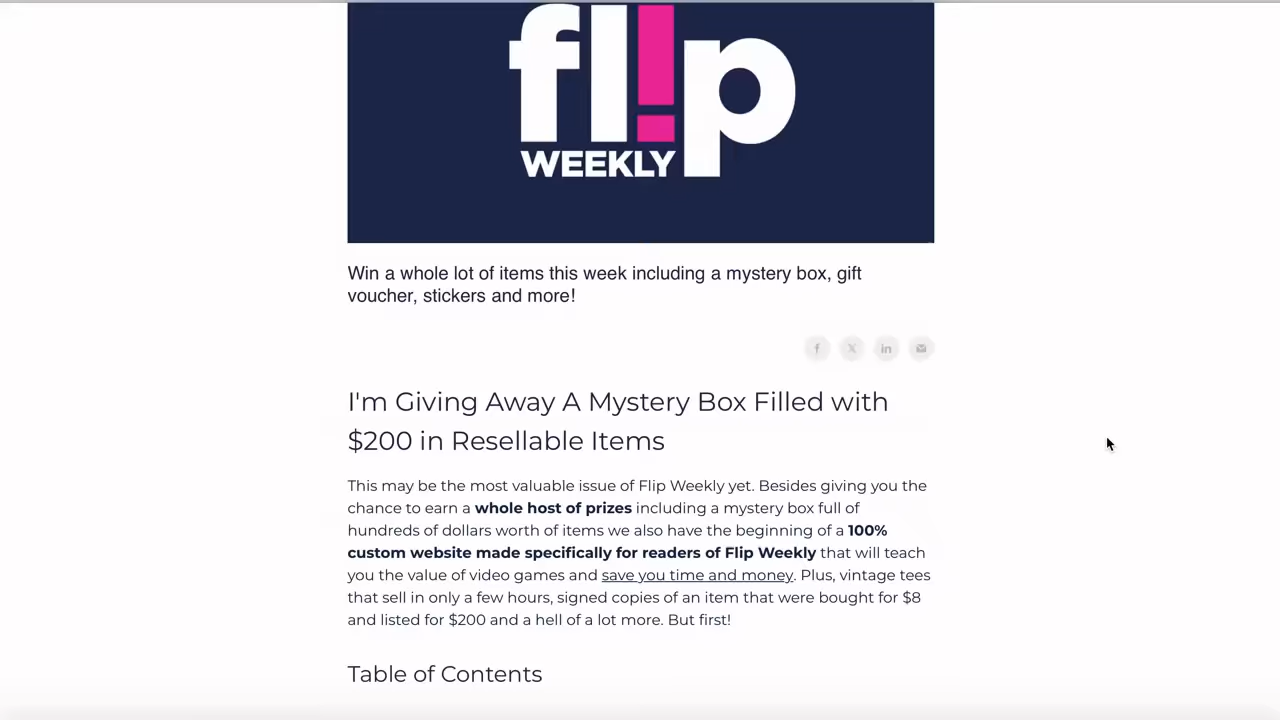 fl!p
WEEKLY
Win a whole lot of items this week including a mystery box, gift
voucher, stickers and more!
f X in
I'm Giving Away A Mystery Box Filled with
$200 in Resellable Items
This may be the most valuable issue of Flip Weekly yet. Besides giving you the
chance to earn a whole host of prizes including a mystery box full of
hundreds of dollars worth of items we also have the beginning of a 100%
custom website made specifically for readers of Flip Weekly that will teach
you the value of video games and save you time and money. Plus, vintage tees
that sell in only a few hours, signed copies of an item that were bought for $8
and listed for $200 and a hell of a lot more. But first!
Table of Contents